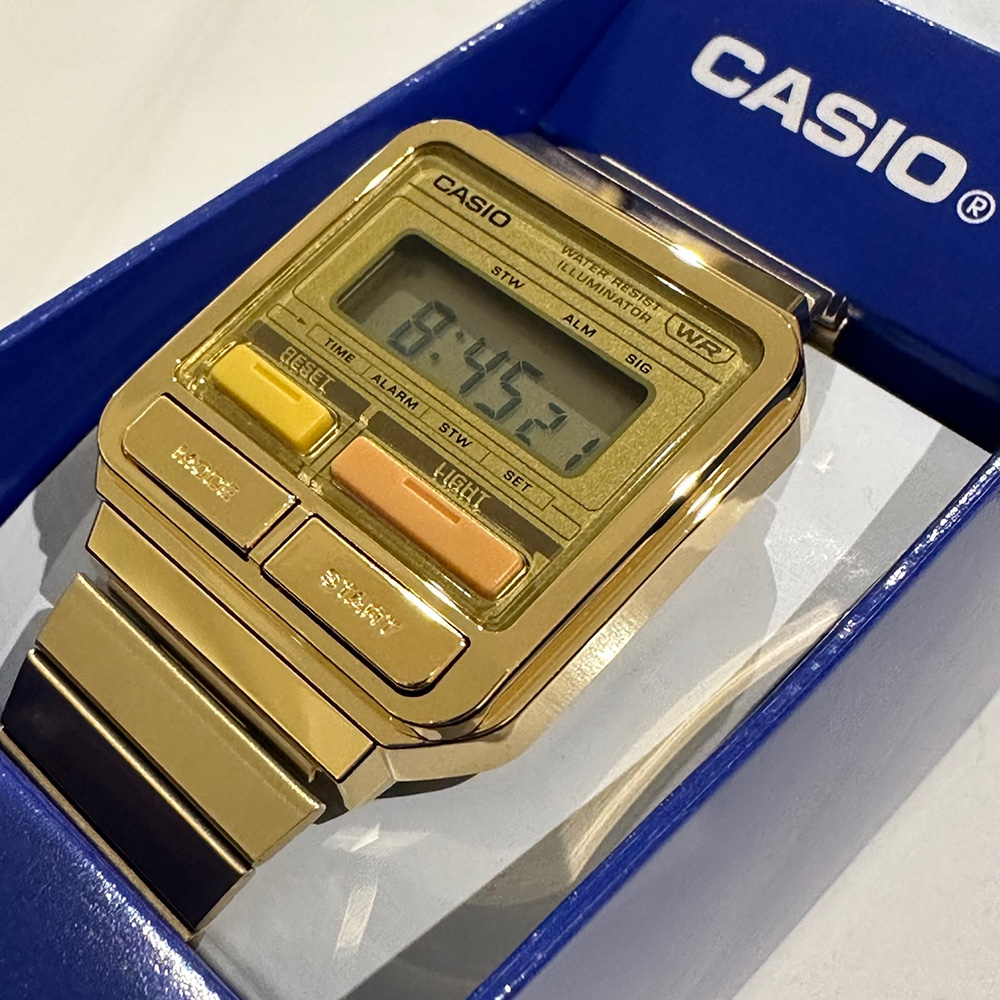 CASIO®
CASIO
WATER RESIST
ILLUMINATOR
WR
STW
ALM
SIG
8:45 21
TIME
ALARM
STW
SET
RESET
LIGHT
MODE
START